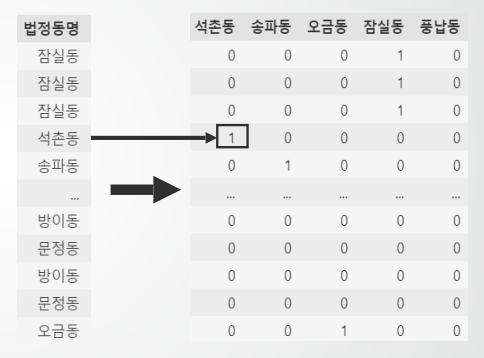 법정동명 석촌동 송파동 오금동 잠실동 풍납동
잠실동 0 0 0 1 0
잠실동 0 0 0 1 0
잠실동 0 0 0 1 0
석촌동 1 0 0 0 0
송파동 0 1 0 0 0
... ... ... ... ... ...
방이동 0 0 0 0 0
문정동 0 0 0 0 0
방이동 0 0 0 0 0
문정동 0 0 0 0 0
오금동 0 0 1 0 0